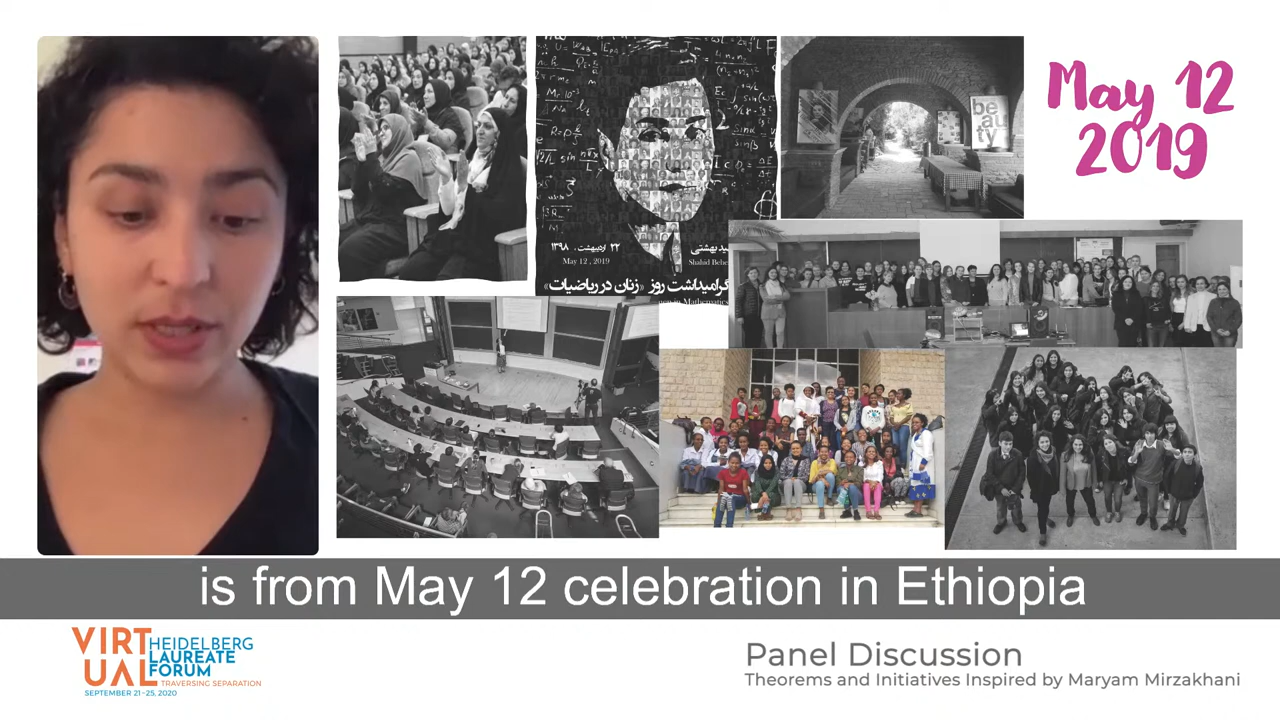 May 12
2019
beauty
۲۲ اردیبهشت، ۱۳۹۸
May 12, 2019
گرامیداشت روز «زنان در ریاضیات»
is from May 12 celebration in Ethiopia
VIRTUAL
HEIDELBERG
LAUREATE
FORUM
TRAVERSING SEPARATION
SEPTEMBER 21-25, 2020
Panel Discussion
Theorems and Initiatives Inspired by Maryam Mirzakhani